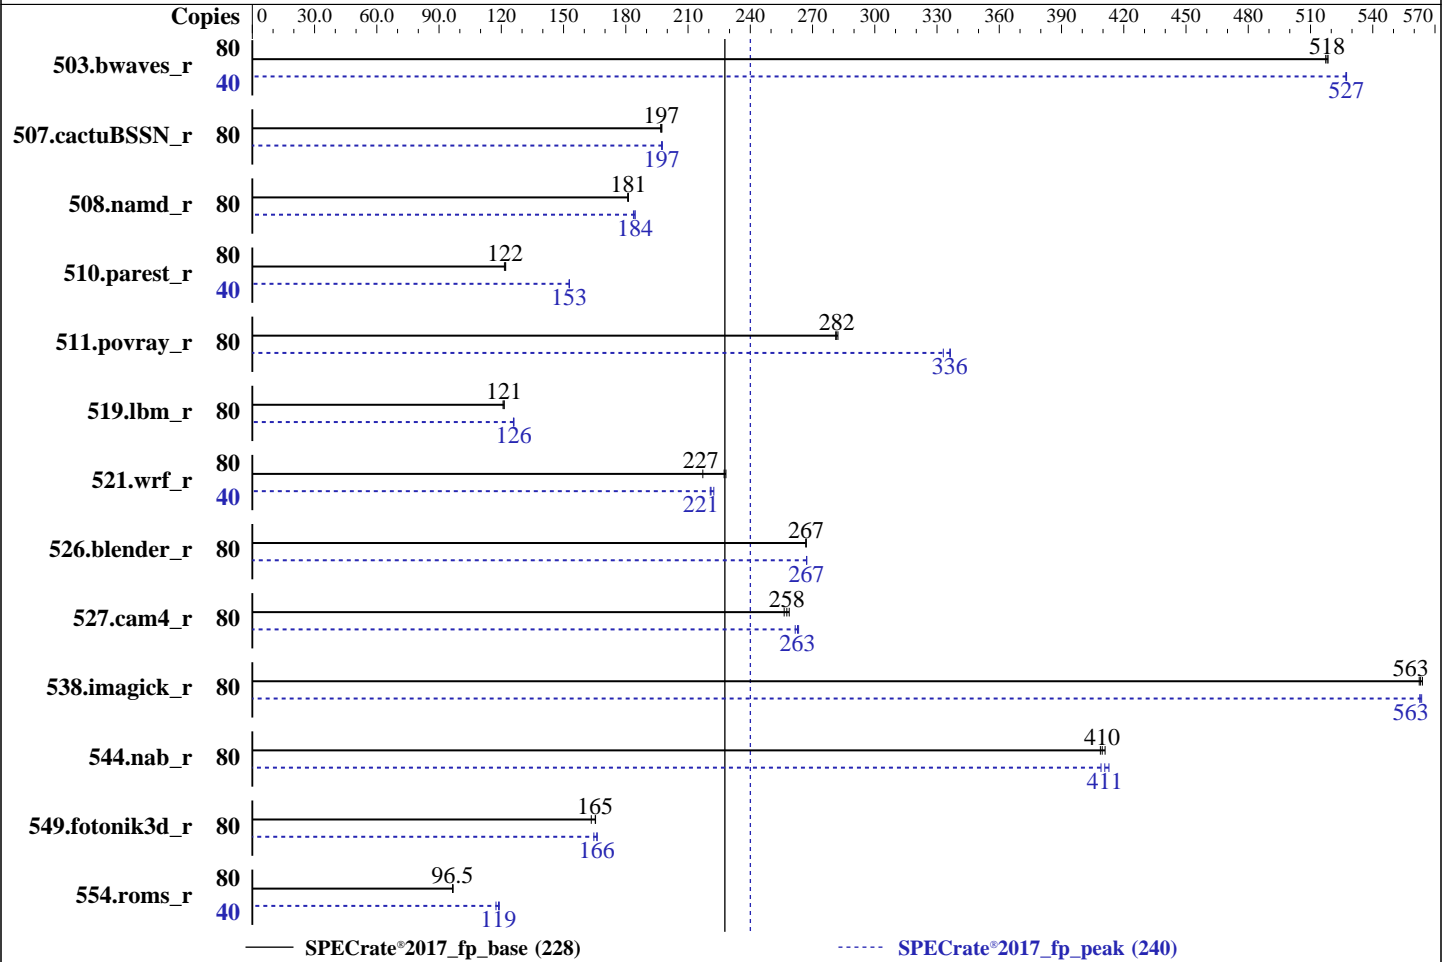 Copies 0 30.0 60.0 90.0 120 150 180 210 240 270 300 330 360 390 420 450 480 510 540 570
503.bwaves_r 80 518
40 527
507.cactuBSSN_r 80 197
197
508.namd_r 80 181
184
510.parest_r 80 122
40 153
511.povray_r 80 282
336
519.lbm_r 80 121
126
521.wrf_r 80 227
40 221
526.blender_r 80 267
267
527.cam4_r 80 258
263
538.imagick_r 80 563
563
544.nab_r 80 410
411
549.fotonik3d_r 80 165
166
554.roms_r 80 96.5
40 119
SPECrate®2017_fp_base (228) SPECrate®2017_fp_peak (240)